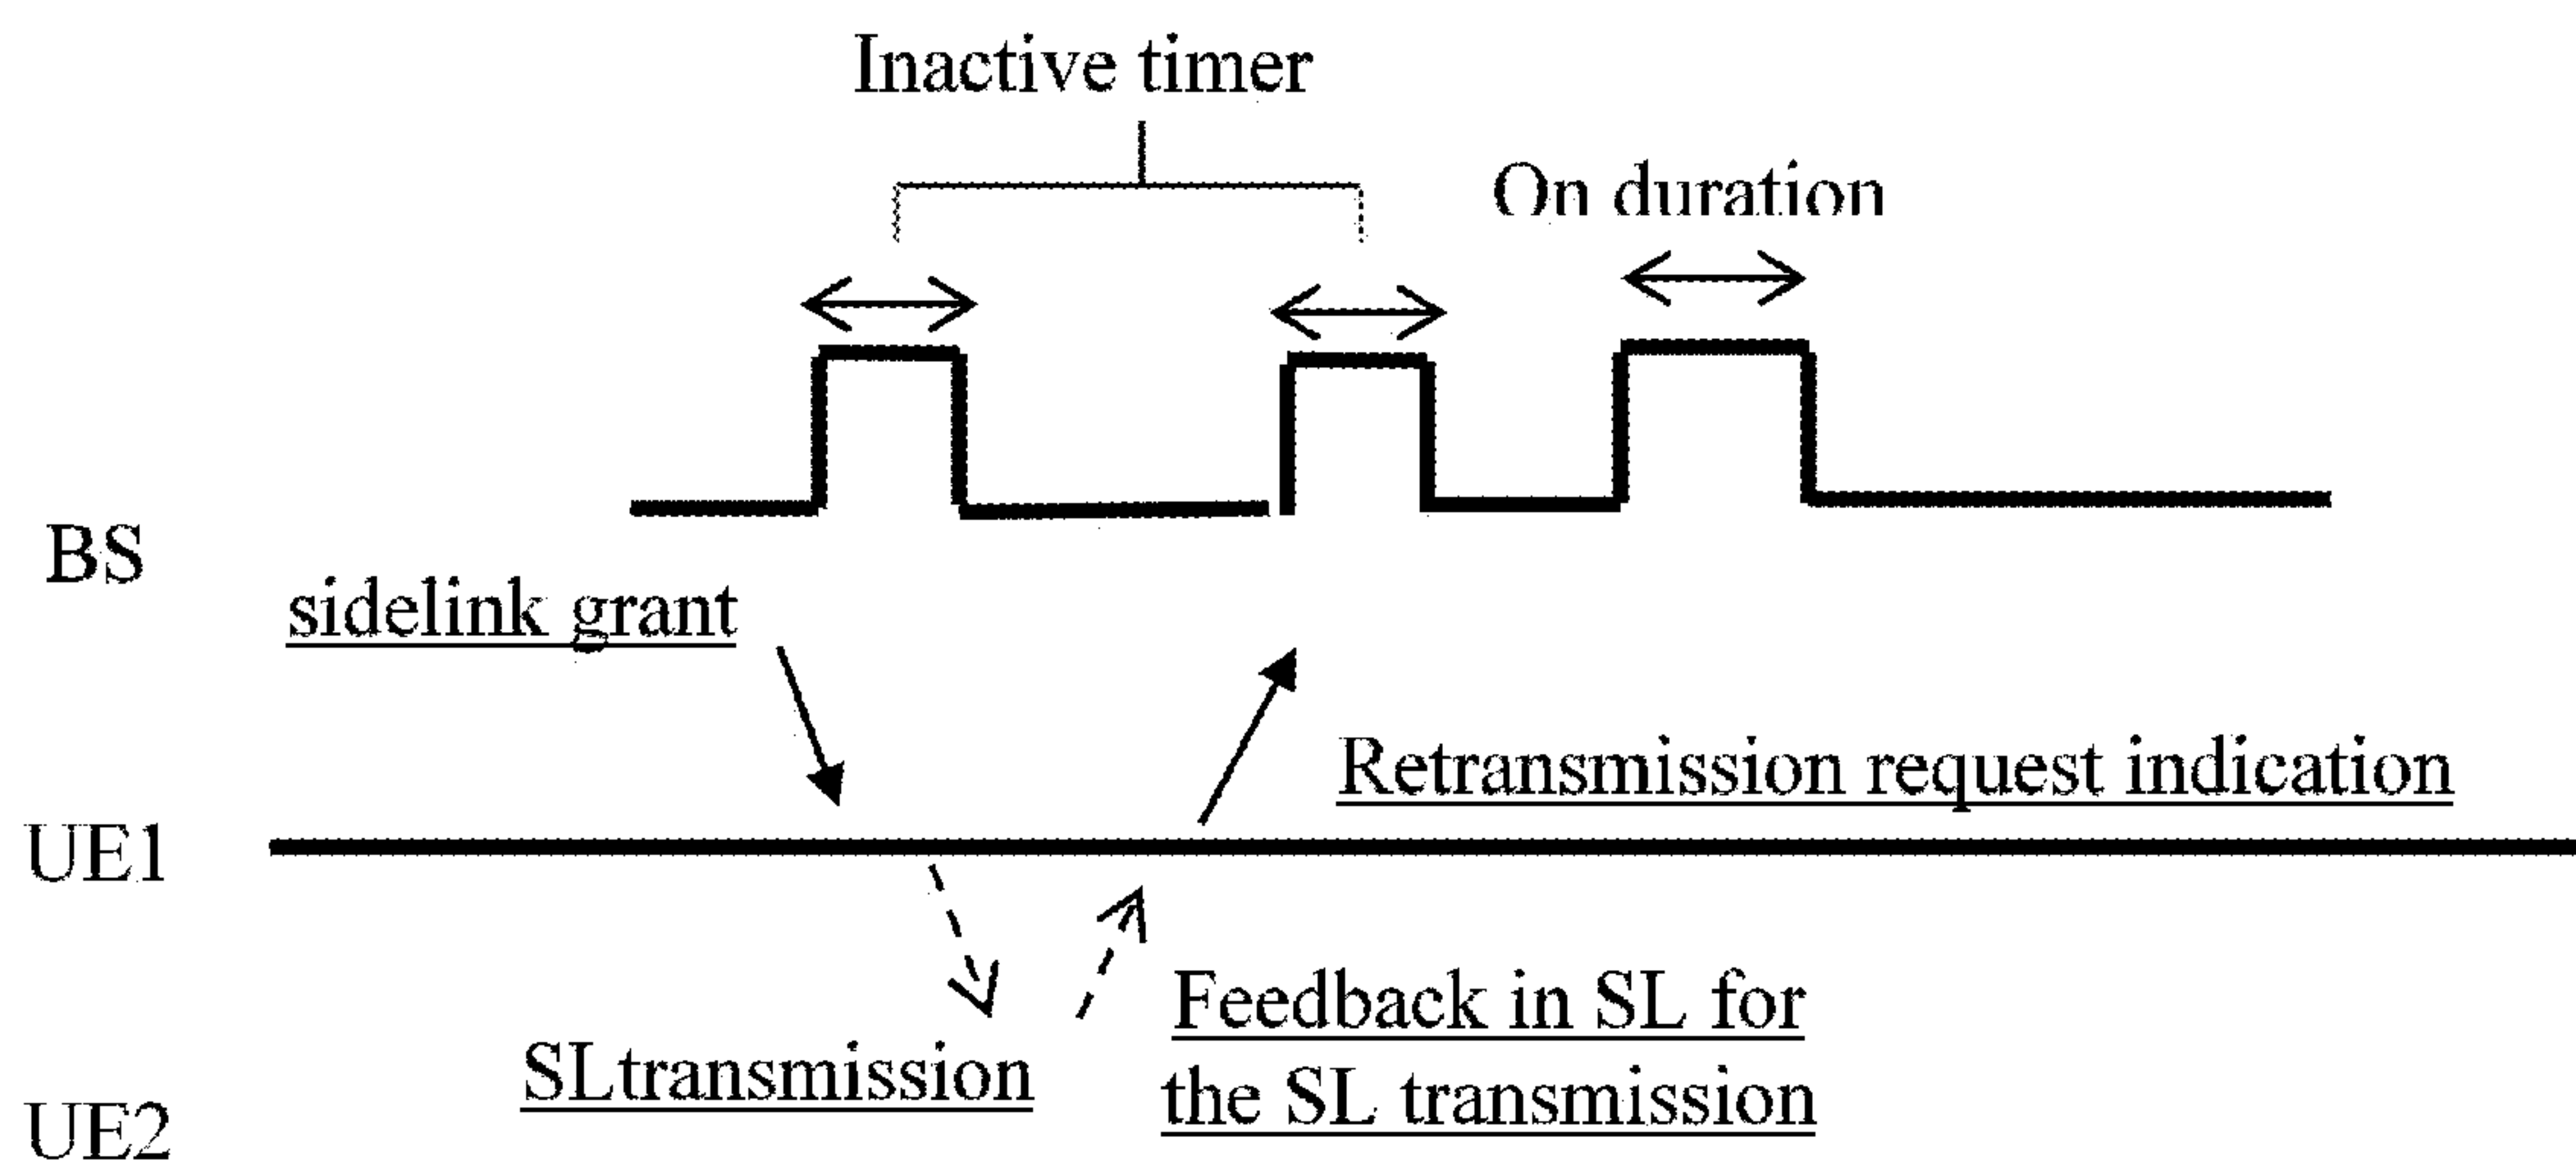 Inactive timer
On duration
BS
sidelink grant
Retransmission request indication
UE1
Feedback in SL for
the SL transmission
SLtransmission
UE2